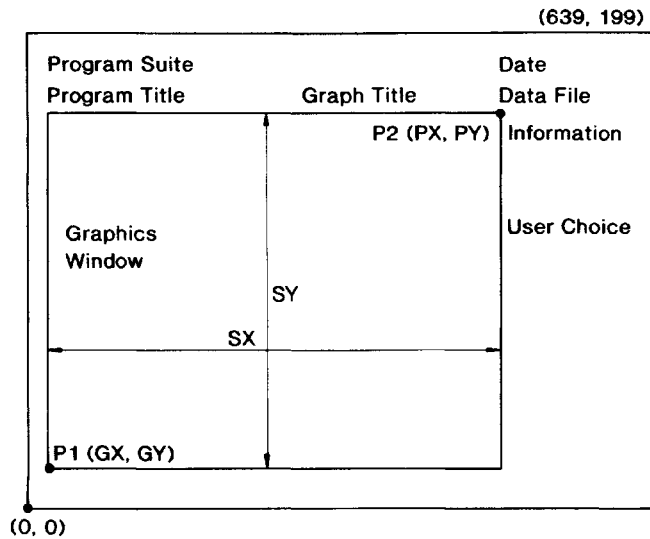 (639, 199)
Program Suite Date
Program Title Graph Title Data File
P2 (PX, PY) Information
Graphics
Window
User Choice
SY
SX
P1 (GX, GY)
(0, 0)